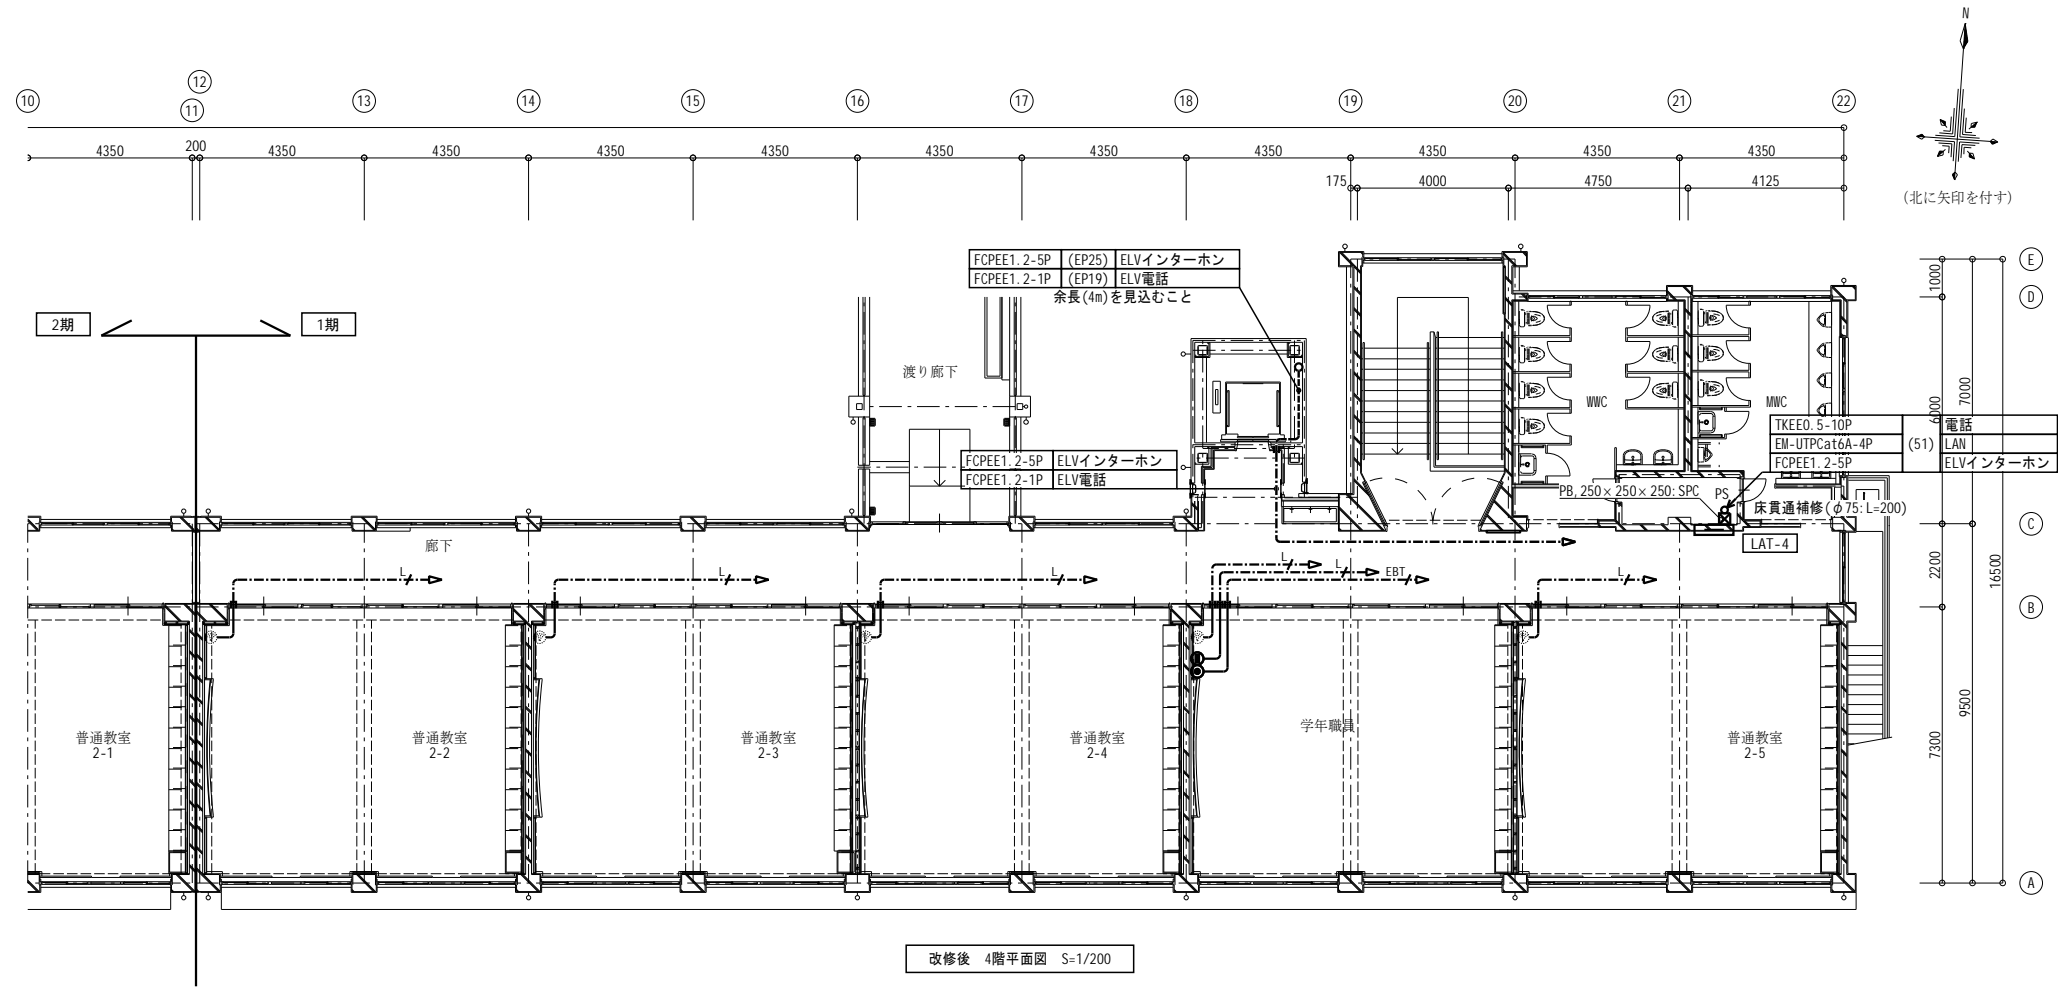 N
(北に矢印を付す)
12
10
11
13
14
15
16
17
18
19
20
21
22
4350
200
4350
4350
4350
4350
4350
4350
4350
4350
4350
4350
175
4000
4750
4125
FCPEE1.2-5P (EP25) ELVインターホン
FCPEE1.2-1P (EP19) ELV電話
余長(4m)を見込むこと
E
D
C
B
A
1000
6000
7000
2200
16500
9500
7300
2期
1期
渡り廊下
WWC
MWC
TKEE0.5-10P 電話
EM-UTPCat6A-4P (51) LAN
FCPEE1.2-5P ELVインターホン
FCPEE1.2-5P ELVインターホン
FCPEE1.2-1P ELV電話
PB,250×250×250:SPC
PS
床貫通補修(φ75:L=200)
LAT-4
廊下
L
L
L
L
L
EBT
L
普通教室
2-1
普通教室
2-2
普通教室
2-3
普通教室
2-4
学年職員
普通教室
2-5
改修後 4階平面図 S=1/200